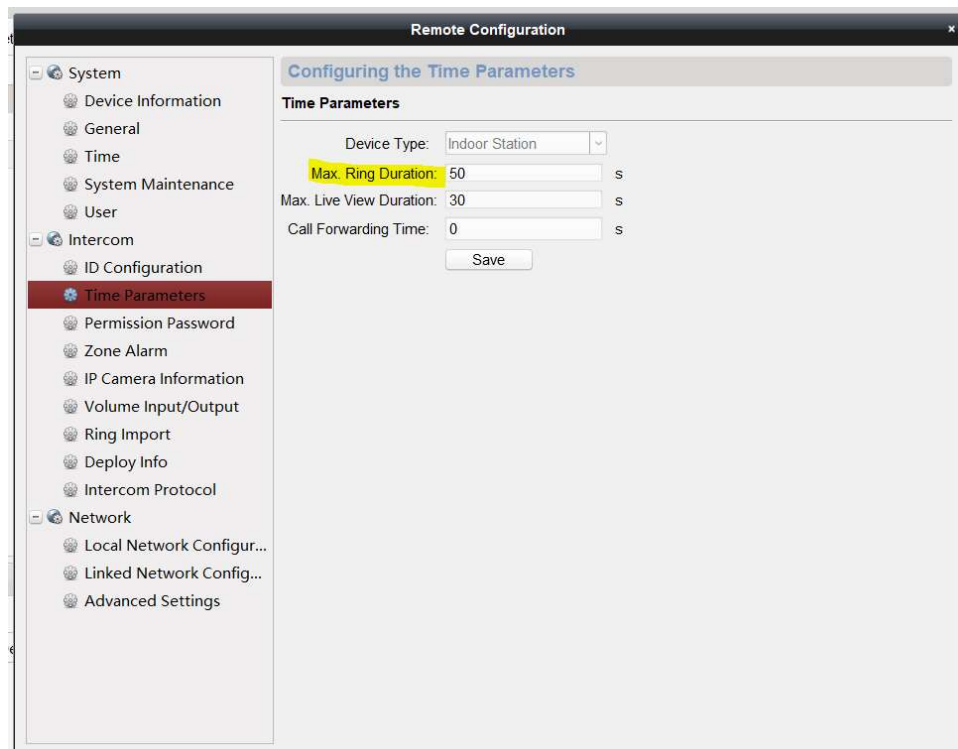 Remote Configuration
x
System
Device Information
General
Time
System Maintenance
User
Intercom
ID Configuration
Time Parameters
Permission Password
Zone Alarm
IP Camera Information
Volume Input/Output
Ring Import
Deploy Info
Intercom Protocol
Network
Local Network Configur...
Linked Network Config...
Advanced Settings
Configuring the Time Parameters
Time Parameters
Device Type: Indoor Station
Max. Ring Duration: 50 s
Max. Live View Duration: 30 s
Call Forwarding Time: 0 s
Save